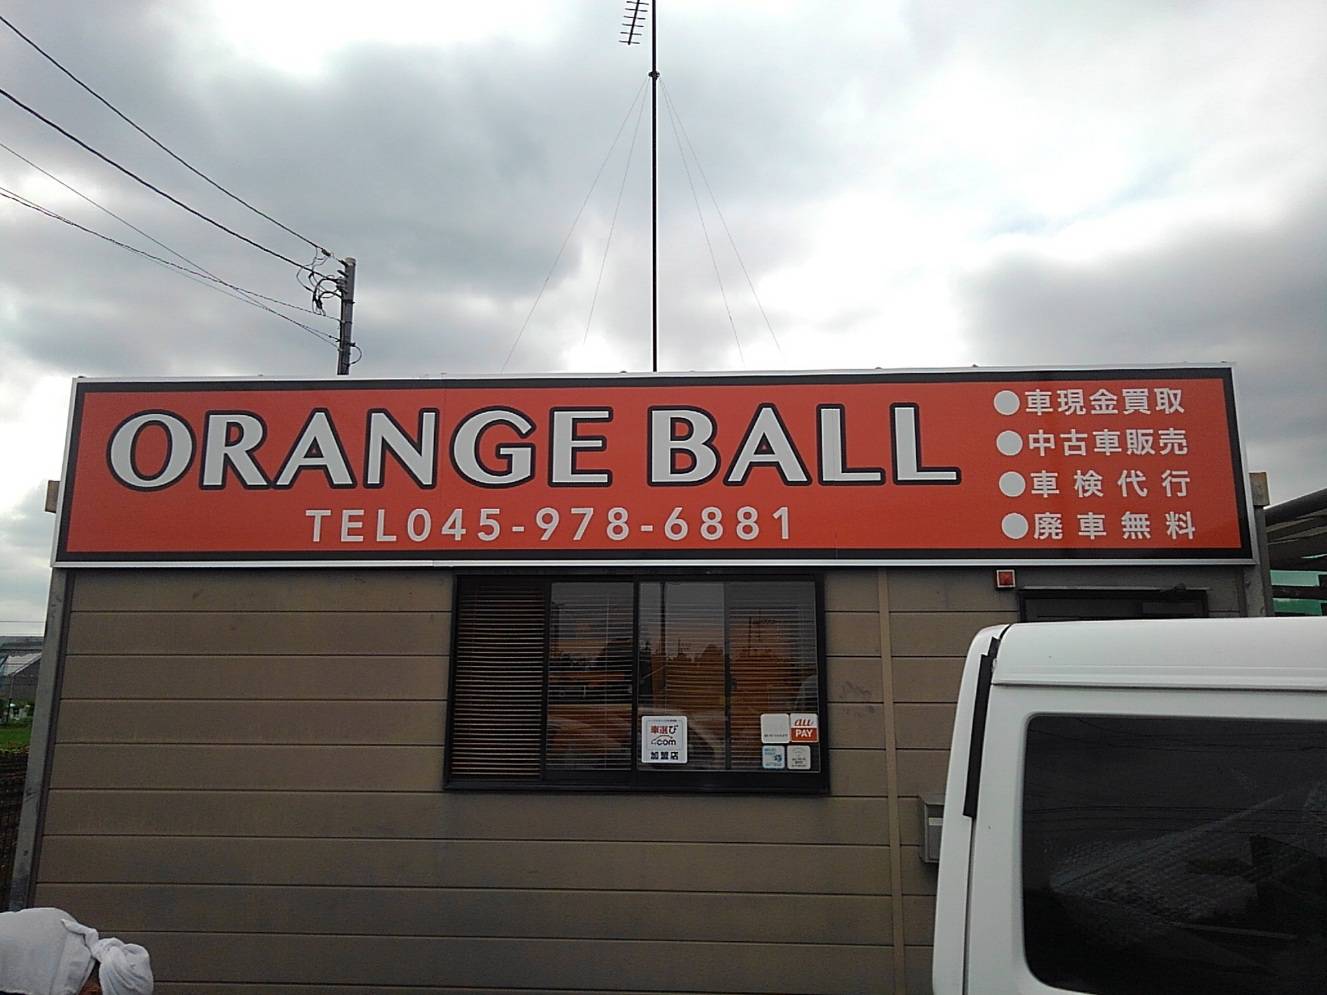 ORANGE BALL
TEL045-978-6881
●車現金買取
●中古車販売
●車検代行
●廃車無料
車選び
.com
加盟店
au
PAY